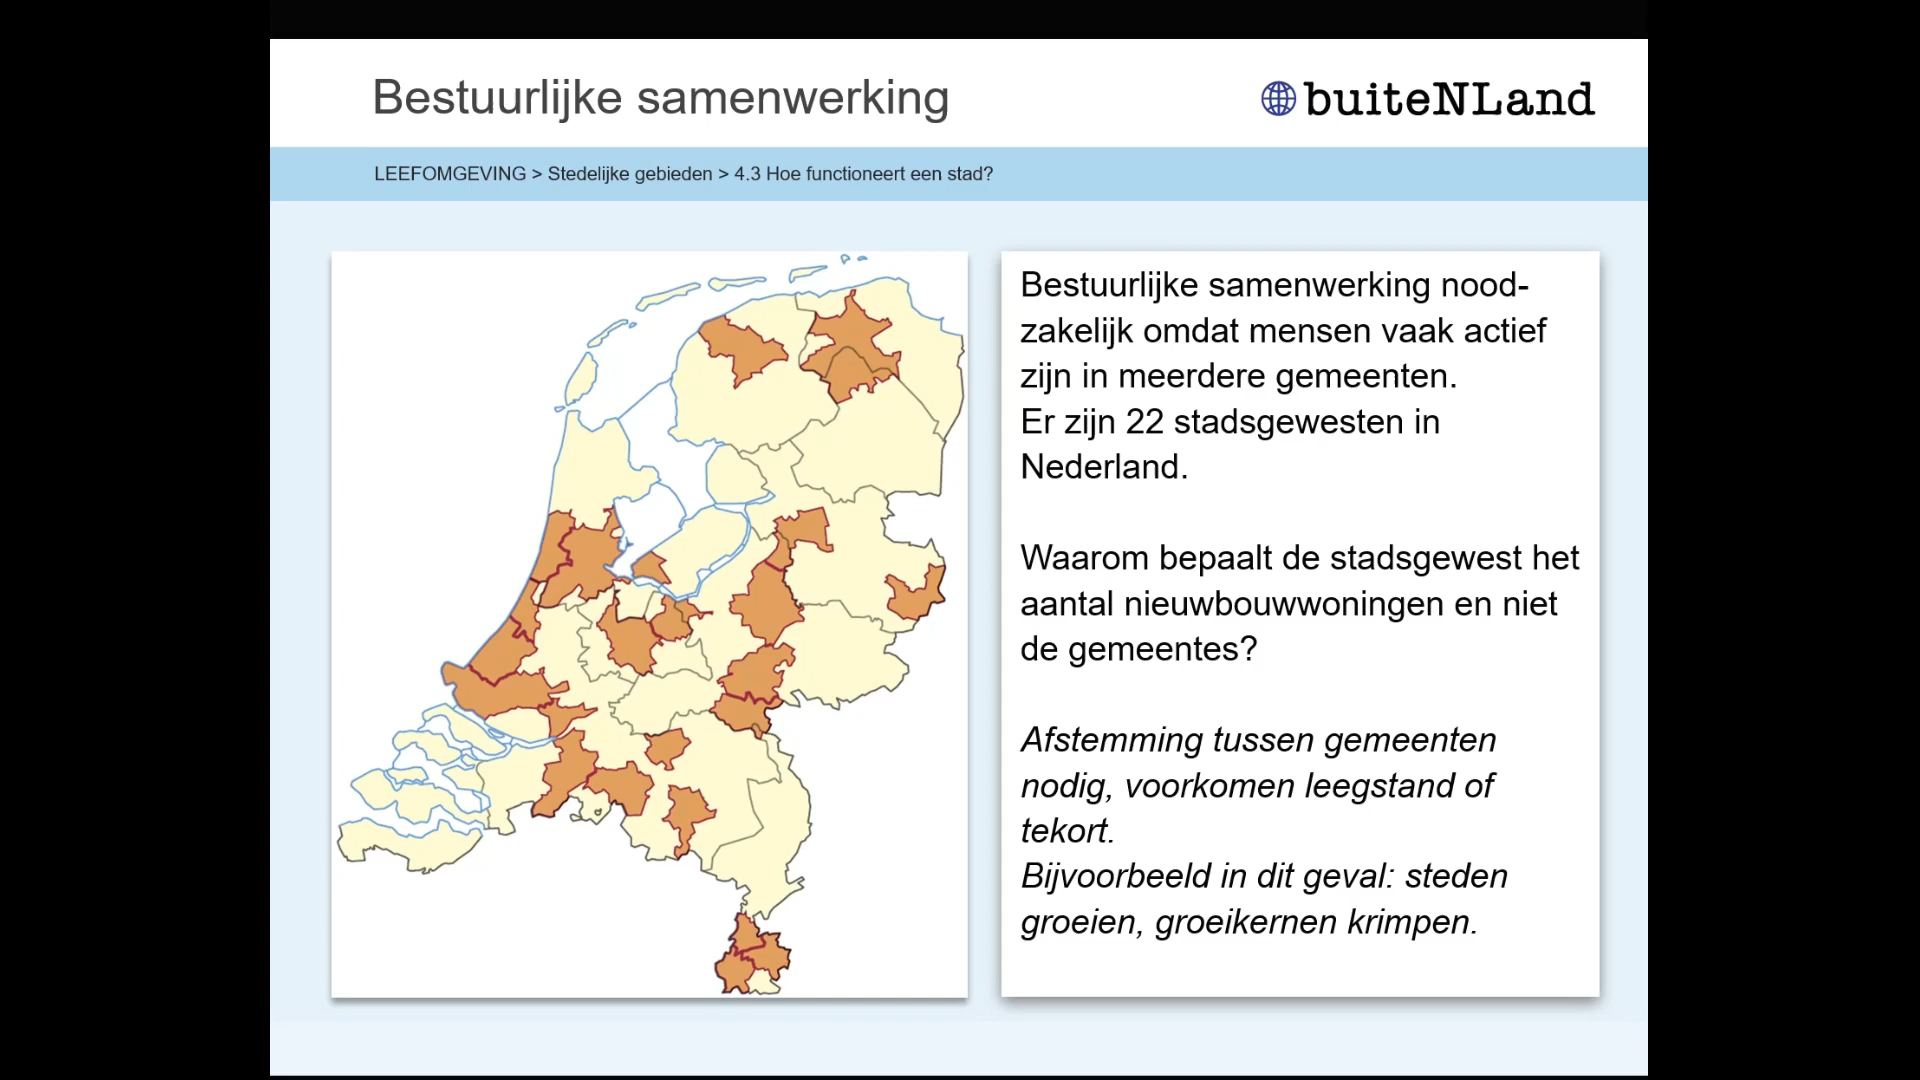 Bestuurlijke samenwerking
buiteNLand
LEEFOMGEVING > Stedelijke gebieden > 4.3 Hoe functioneert een stad?
Bestuurlijke samenwerking nood-
zakelijk omdat mensen vaak actief
zijn in meerdere gemeenten.
Er zijn 22 stadsgewesten in
Nederland.
Waarom bepaalt de stadsgewest het
aantal nieuwbouwwoningen en niet
de gemeentes?
Afstemming tussen gemeenten
nodig, voorkomen leegstand of
tekort.
Bijvoorbeeld in dit geval: steden
groeien, groeikernen krimpen.